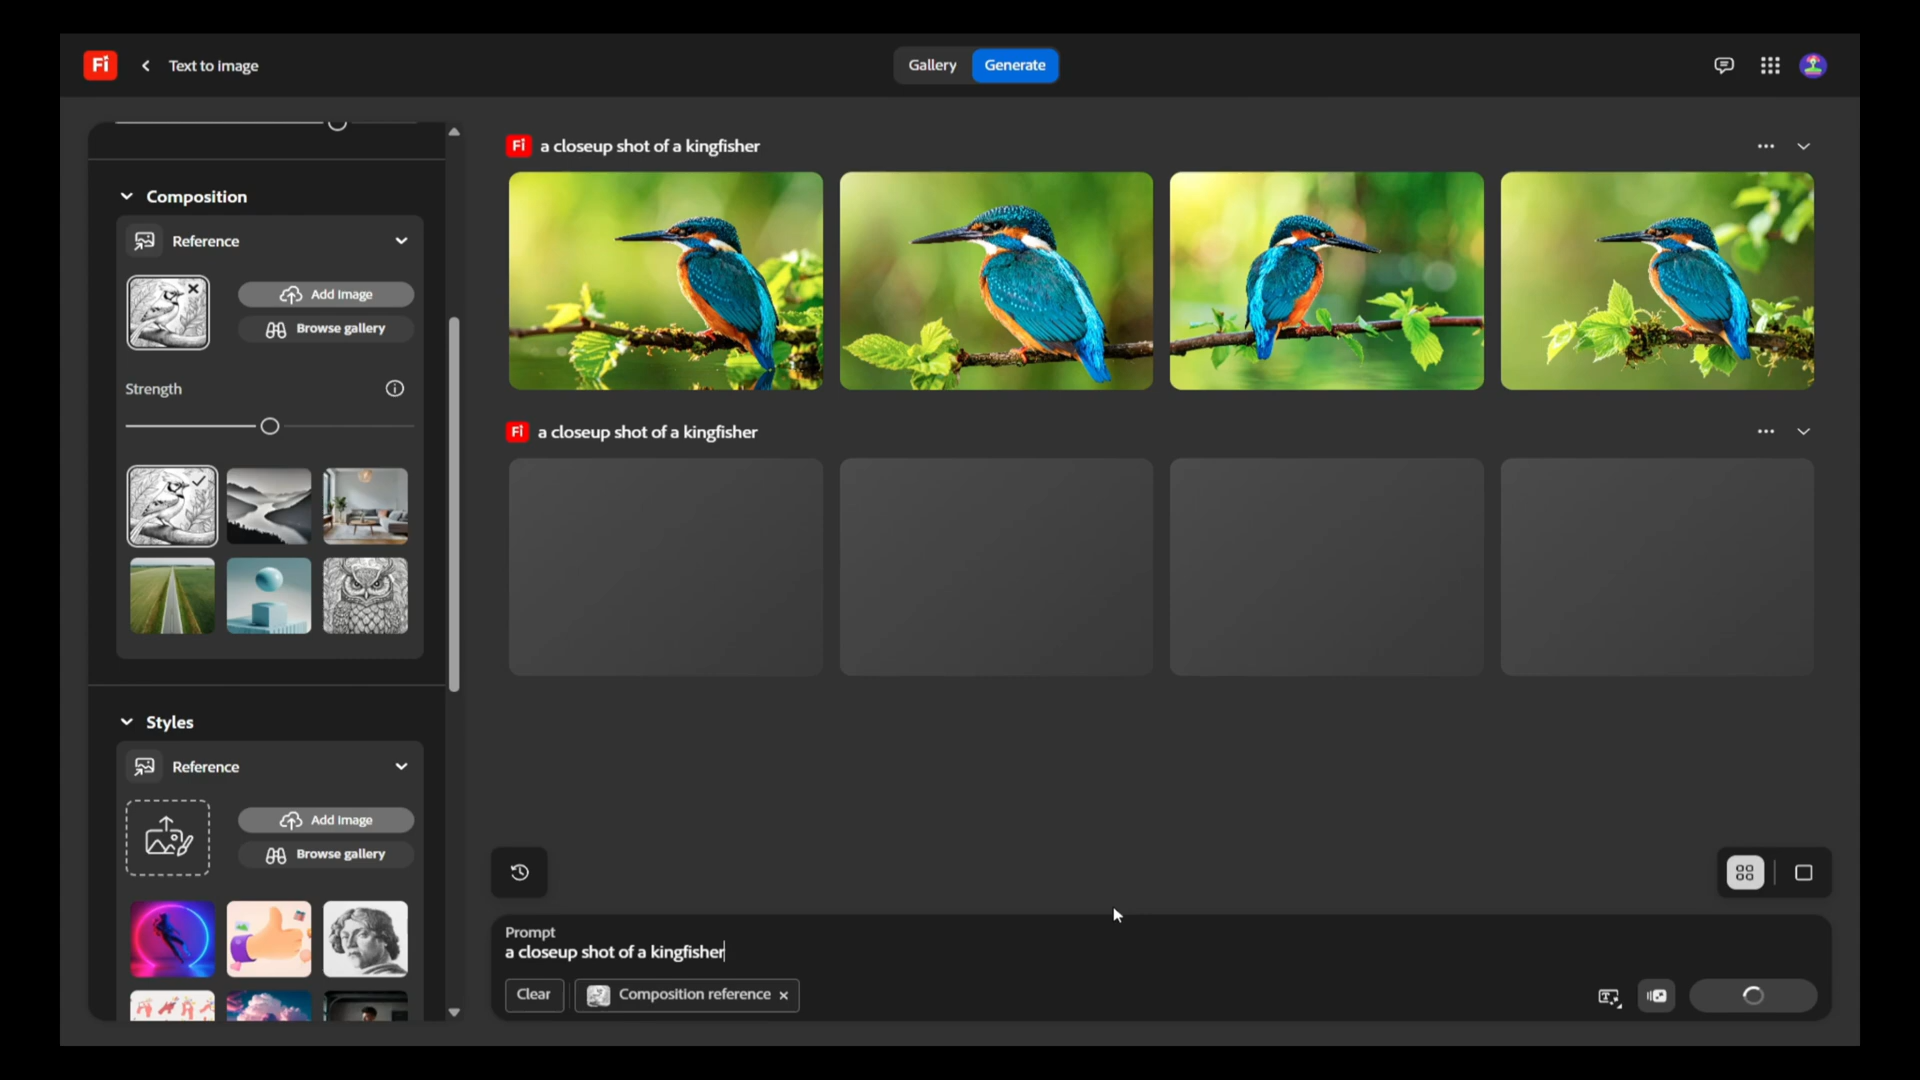 Fi
Text to image
Gallery
Generate
Composition
Reference
Add Image
Browse gallery
Strength
Styles
Reference
Add Image
Browse gallery
Fi a closeup shot of a kingfisher
Fi a closeup shot of a kingfisher
Prompt
a closeup shot of a kingfisher
Clear
Composition reference